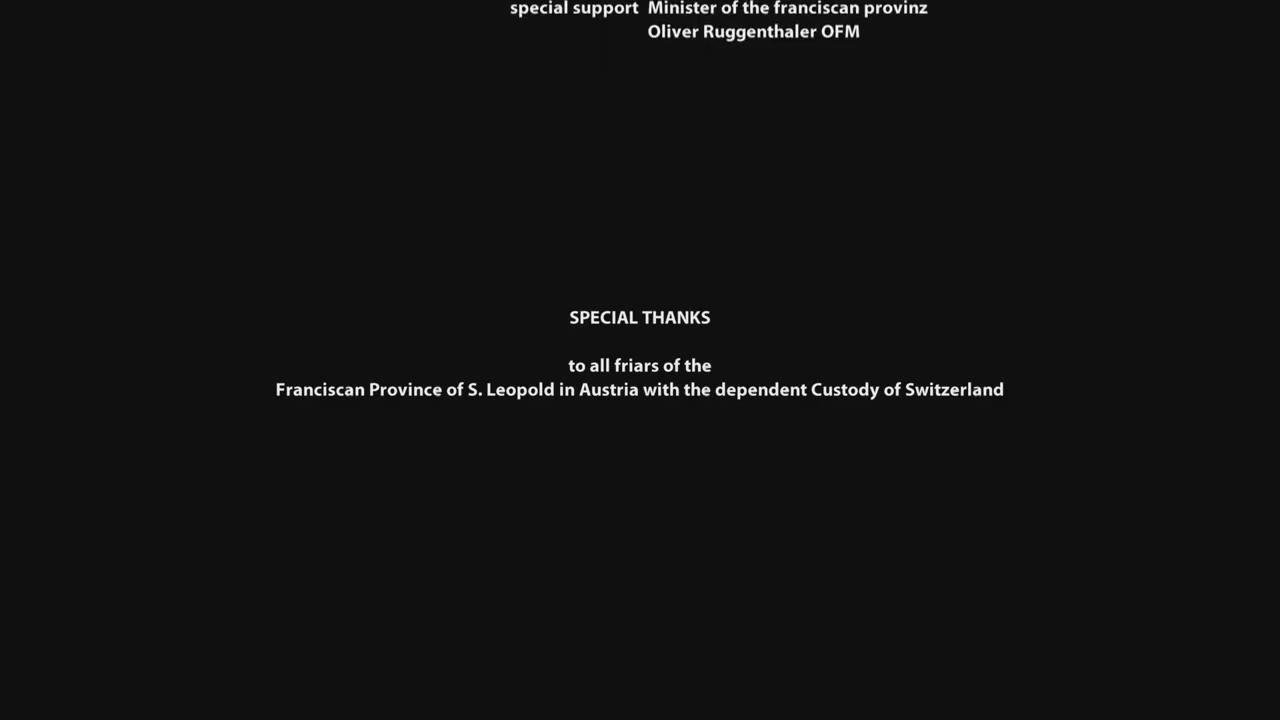 special support Minister of the franciscan provinz
Oliver Ruggenthaler OFM
SPECIAL THANKS
to all friars of the
Franciscan Province of S. Leopold in Austria with the dependent Custody of Switzerland